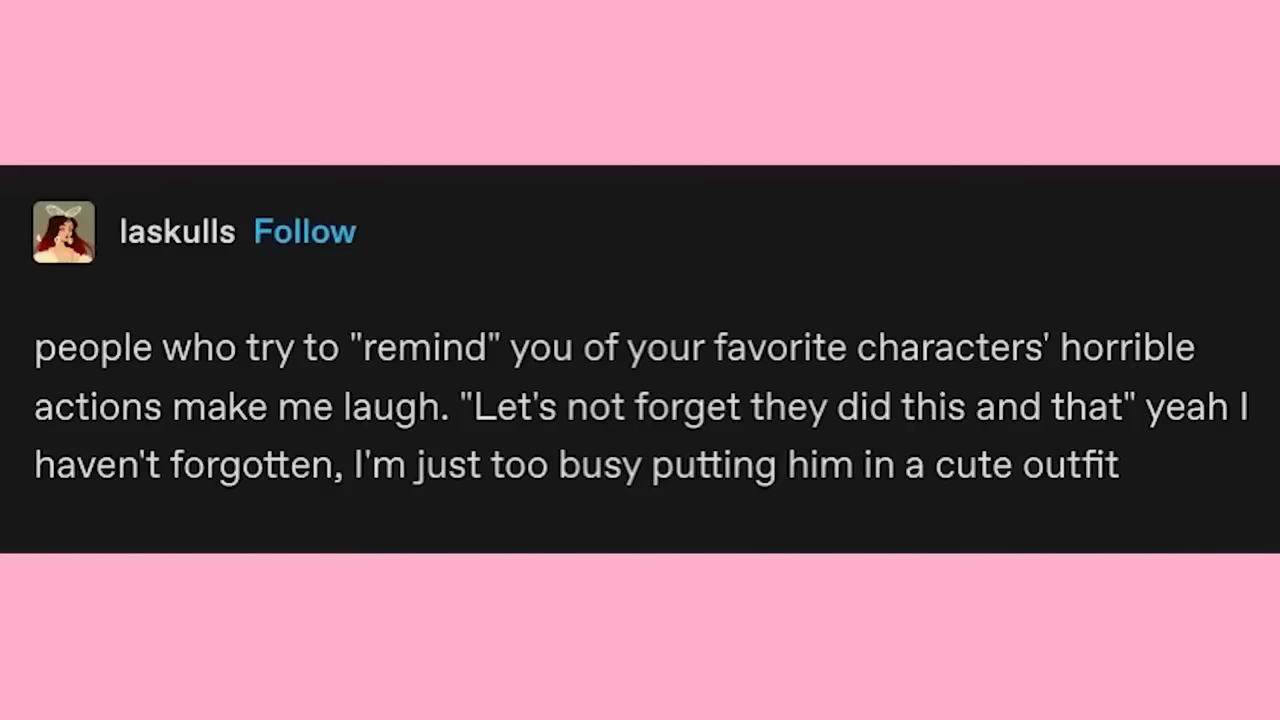 laskulls Follow
people who try to "remind" you of your favorite characters' horrible
actions make me laugh. "Let's not forget they did this and that" yeah I
haven't forgotten, I'm just too busy putting him in a cute outfit